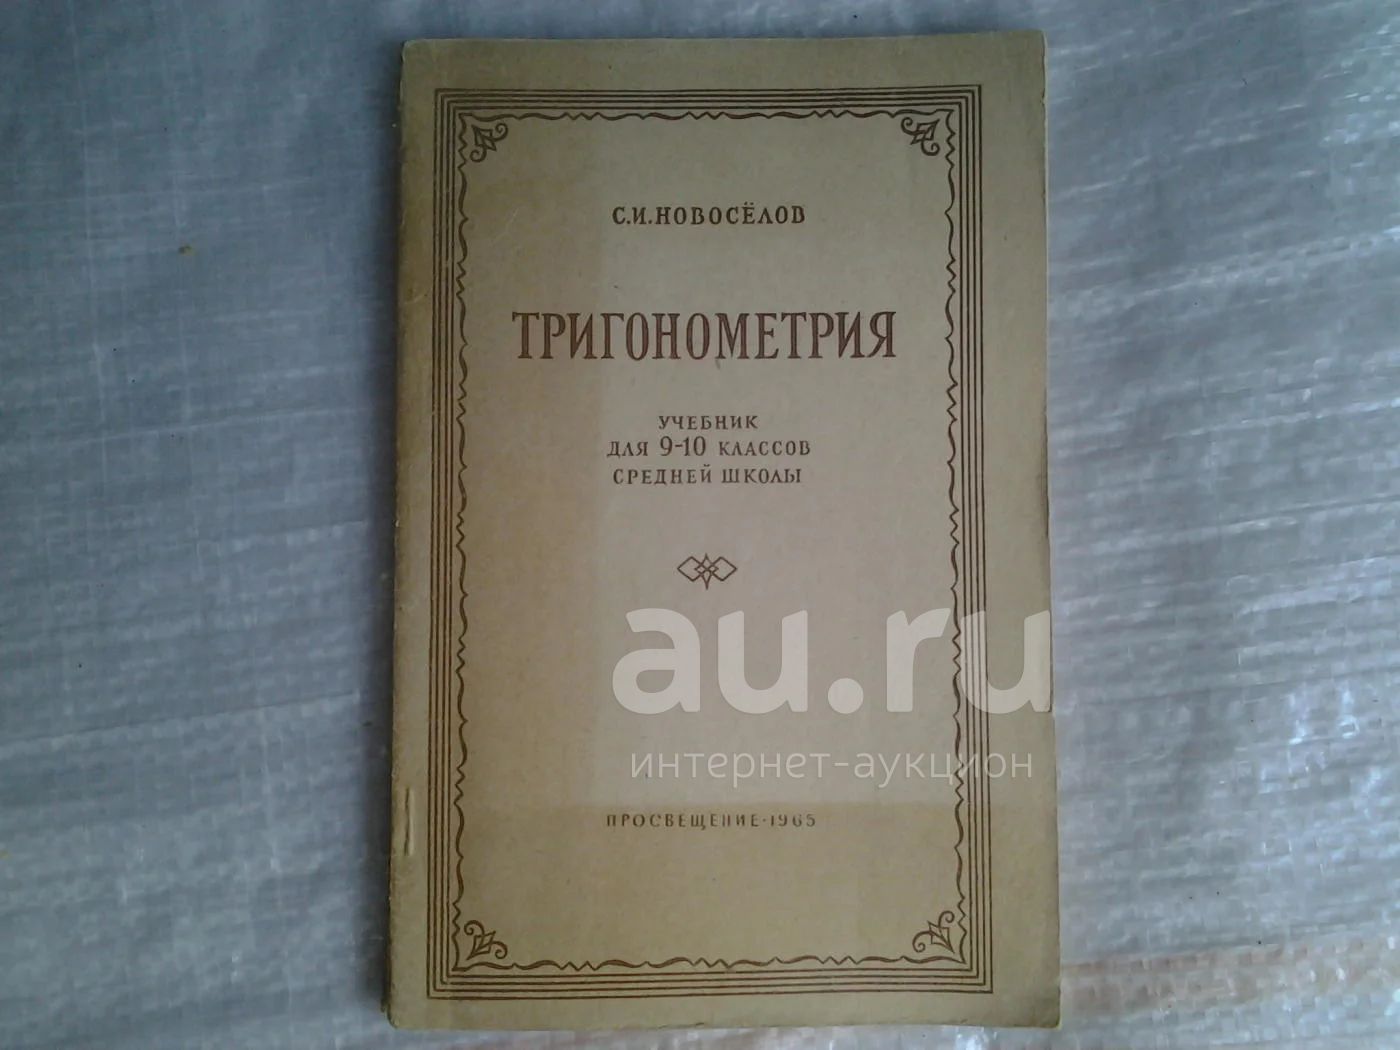 С.И.НОВОСЁЛОВ
ТРИГОНОМЕТРИЯ
УЧЕБНИК
ДЛЯ 9-10 КЛАССОВ
СРЕДНЕЙ ШКОЛЫ
au.ru
интернет-аукцион
ПРОСВЕЩЕНИЕ·1965